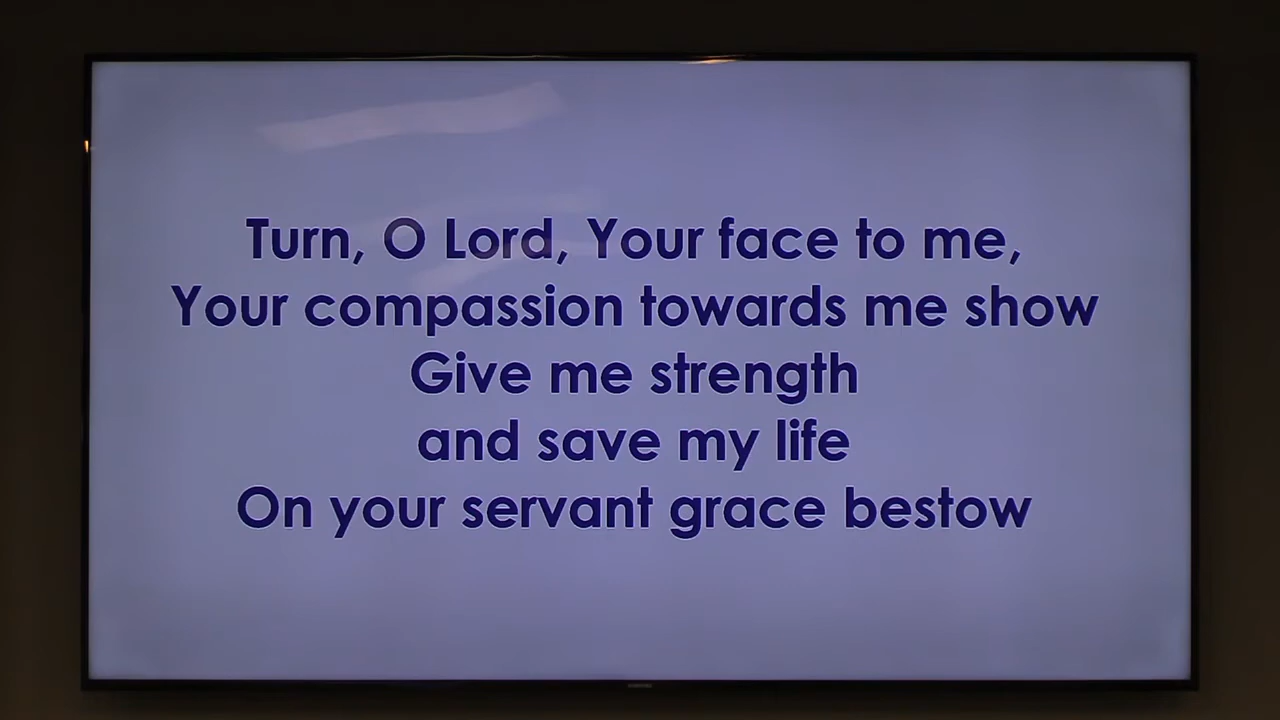 Turn, O Lord, Your face to me,
Your compassion towards me show
Give me strength
and save my life
On your servant grace bestow